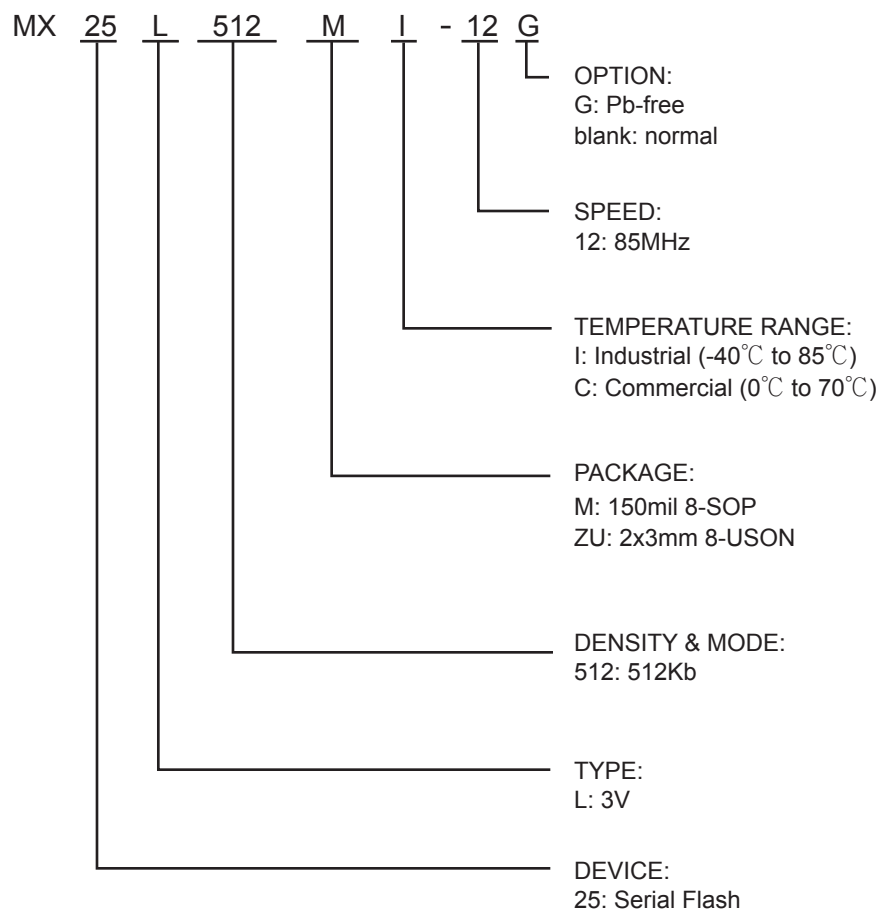 MX 25 L 512 M I - 12 G
OPTION:
G: Pb-free
blank: normal
SPEED:
12: 85MHz
TEMPERATURE RANGE:
I: Industrial (-40℃ to 85℃)
C: Commercial (0℃ to 70℃)
PACKAGE:
M: 150mil 8-SOP
ZU: 2x3mm 8-USON
DENSITY & MODE:
512: 512Kb
TYPE:
L: 3V
DEVICE:
25: Serial Flash